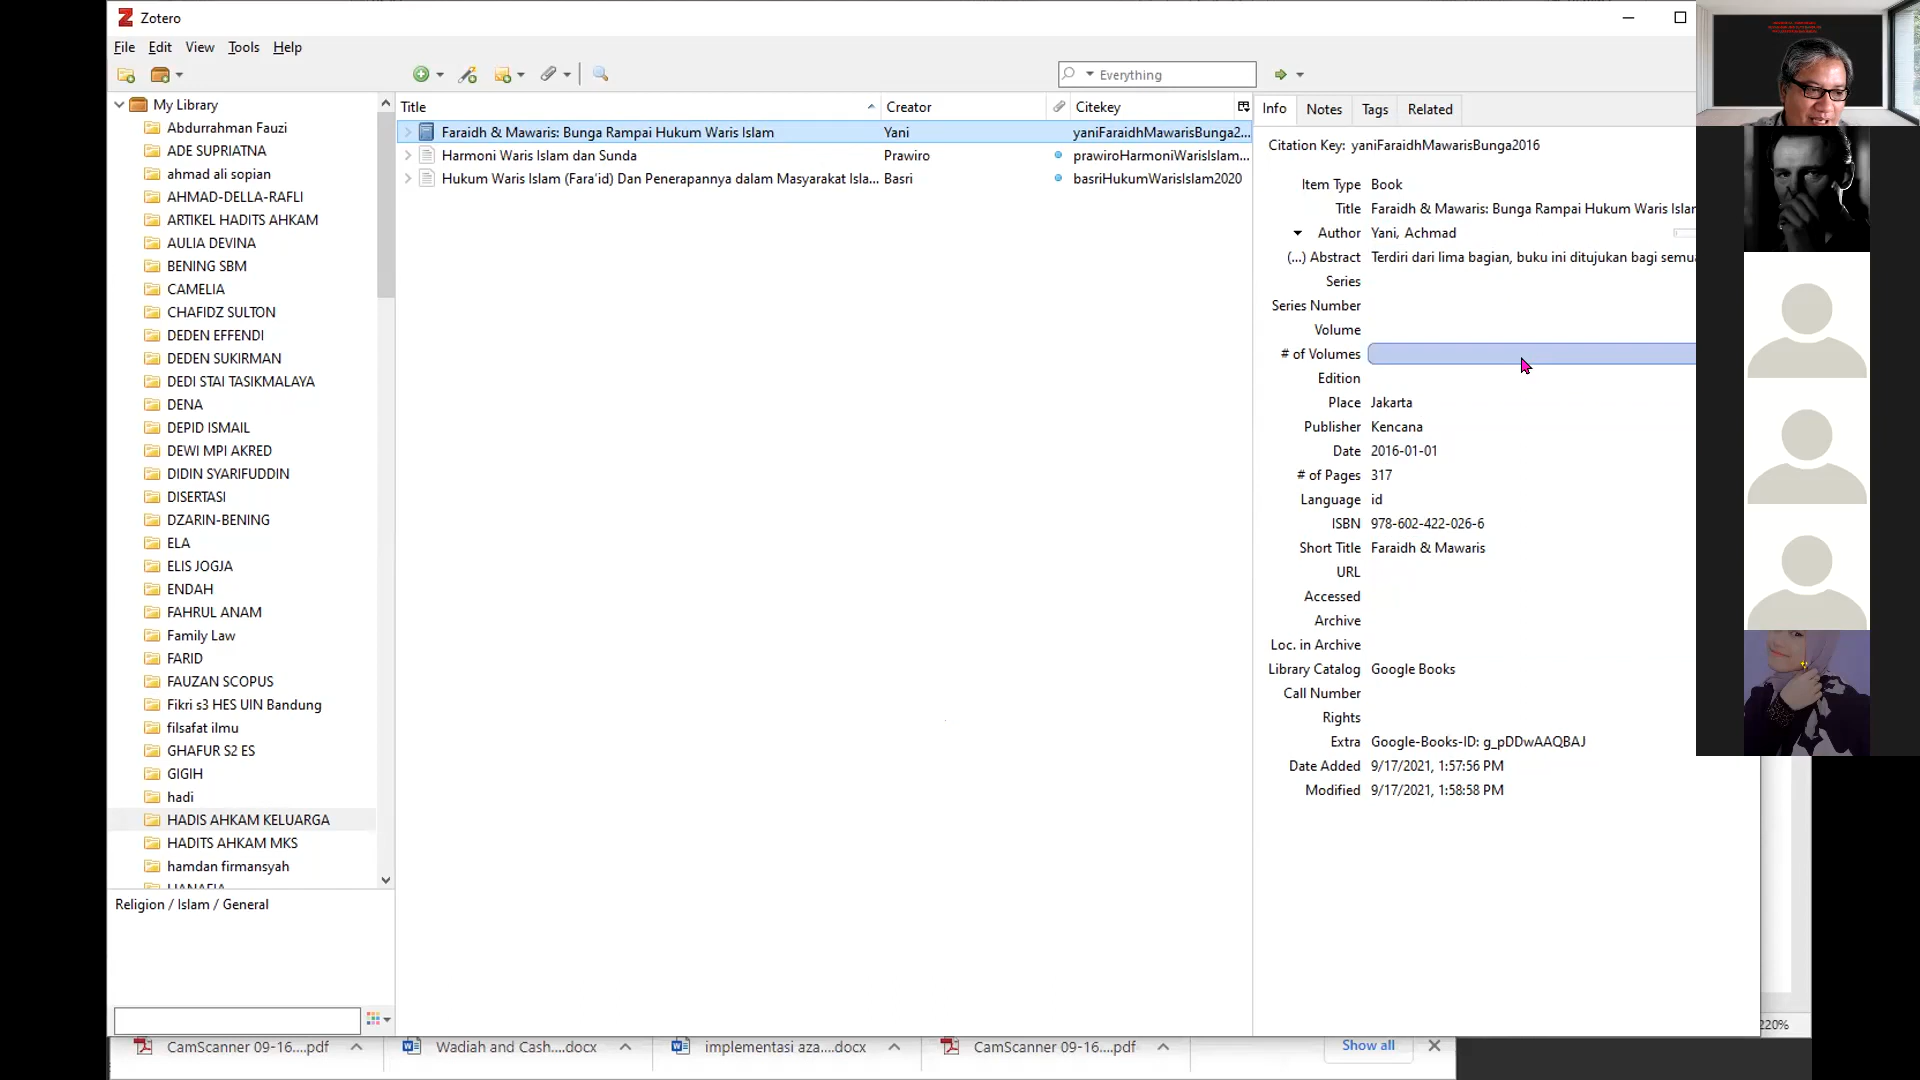 Zotero
File Edit View Tools Help
Everything
My Library
Abdurrahman Fauzi
ADE SUPRIATNA
ahmad ali sopian
AHMAD-DELLA-RAFLI
ARTIKEL HADITS AHKAM
AULIA DEVINA
BENING SBM
CAMELIA
CHAFIDZ SULTON
DEDEN EFFENDI
DEDEN SUKIRMAN
DEDI STAI TASIKMALAYA
DENA
DEPID ISMAIL
DEWI MPI AKRED
DIDIN SYARIFUDDIN
DISERTASI
DZARIN-BENING
ELA
ELIS JOGJA
ENDAH
FAHRUL ANAM
Family Law
FARID
FAUZAN SCOPUS
Fikri s3 HES UIN Bandung
filsafat ilmu
GHAFUR S2 ES
GIGIH
hadi
HADIS AHKAM KELUARGA
HADITS AHKAM MKS
hamdan firmansyah
HANAFIA
Religion / Islam / General
Title Creator Citekey
Faraidh & Mawaris: Bunga Rampai Hukum Waris Islam Yani yaniFaraidhMawarisBunga2...
Harmoni Waris Islam dan Sunda Prawiro prawiroHarmoniWarisIslam...
Hukum Waris Islam (Fara'id) Dan Penerapannya dalam Masyarakat Isla... Basri basriHukumWarisIslam2020
Info Notes Tags Related
Citation Key: yaniFaraidhMawarisBunga2016
Item Type Book
Title Faraidh & Mawaris: Bunga Rampai Hukum Waris Islar
Author Yani, Achmad
(...) Abstract Terdiri dari lima bagian, buku ini ditujukan bagi semua
Series
Series Number
Volume
# of Volumes
Edition
Place Jakarta
Publisher Kencana
Date 2016-01-01
# of Pages 317
Language id
ISBN 978-602-422-026-6
Short Title Faraidh & Mawaris
URL
Accessed
Archive
Loc. in Archive
Library Catalog Google Books
Call Number
Rights
Extra Google-Books-ID: g_pDDwAAQBAJ
Date Added 9/17/2021, 1:57:56 PM
Modified 9/17/2021, 1:58:58 PM
220%
CamScanner 09-16....pdf
Wadiah and Cash....docx
implementasi aza....docx
CamScanner 09-16....pdf
Show all